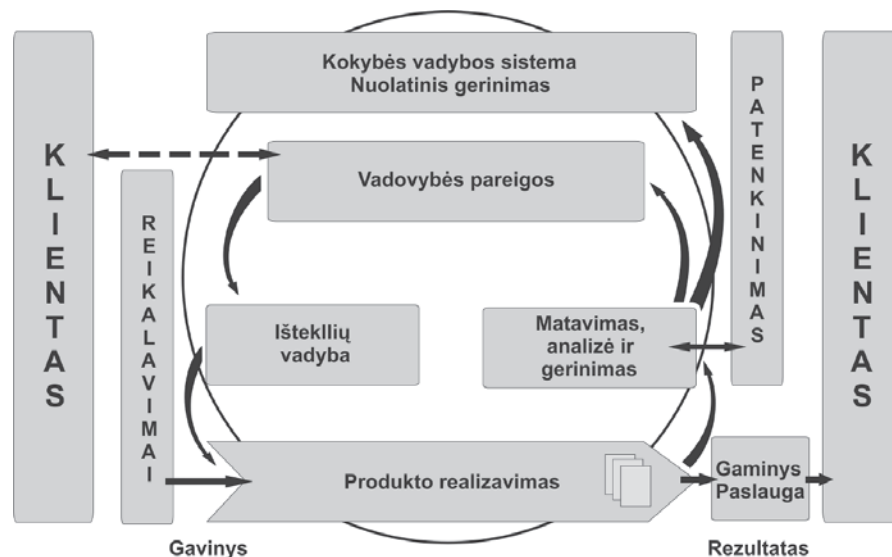 KLIENTAS
REIKALAVIMAI
Kokybės vadybos sistema
Nuolatinis gerinimas
Vadovybės pareigos
Ištekllių
vadyba
Matavimas,
analizė ir
gerinimas
Produkto realizavimas
PATENKINIMAS
Gaminys
Paslauga
KLIENTAS
Gavinys
Rezultatas